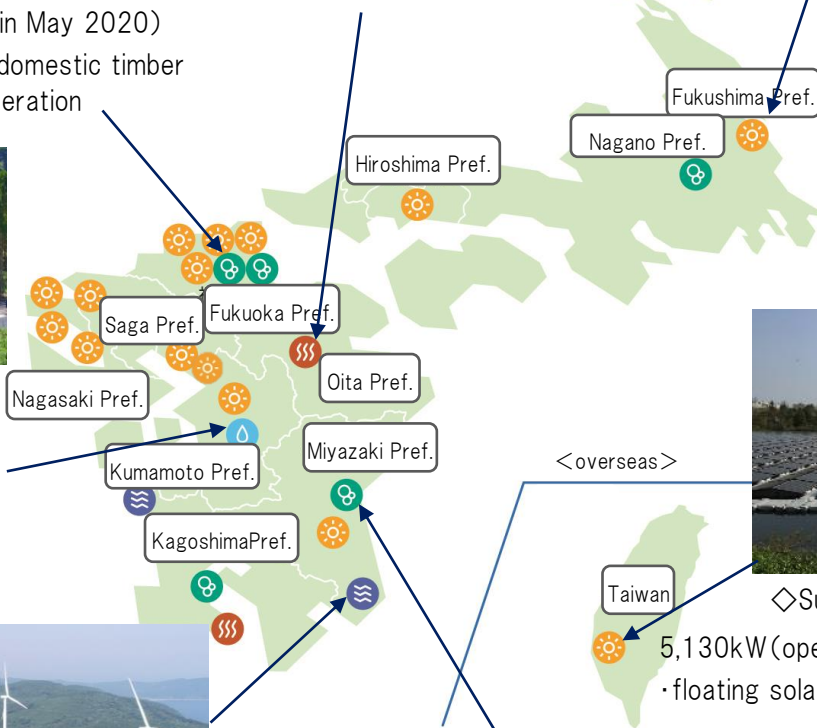 in May 2020)
domestic timber
eration
Fukushima Pref.
Nagano Pref.
Hiroshima Pref.
Saga Pref.
Fukuoka Pref.
Oita Pref.
Nagasaki Pref.
Miyazaki Pref.
Kumamoto Pref.
<overseas>
KagoshimaPref.
Taiwan
◇Su
5,130kW(ope
・floating sola